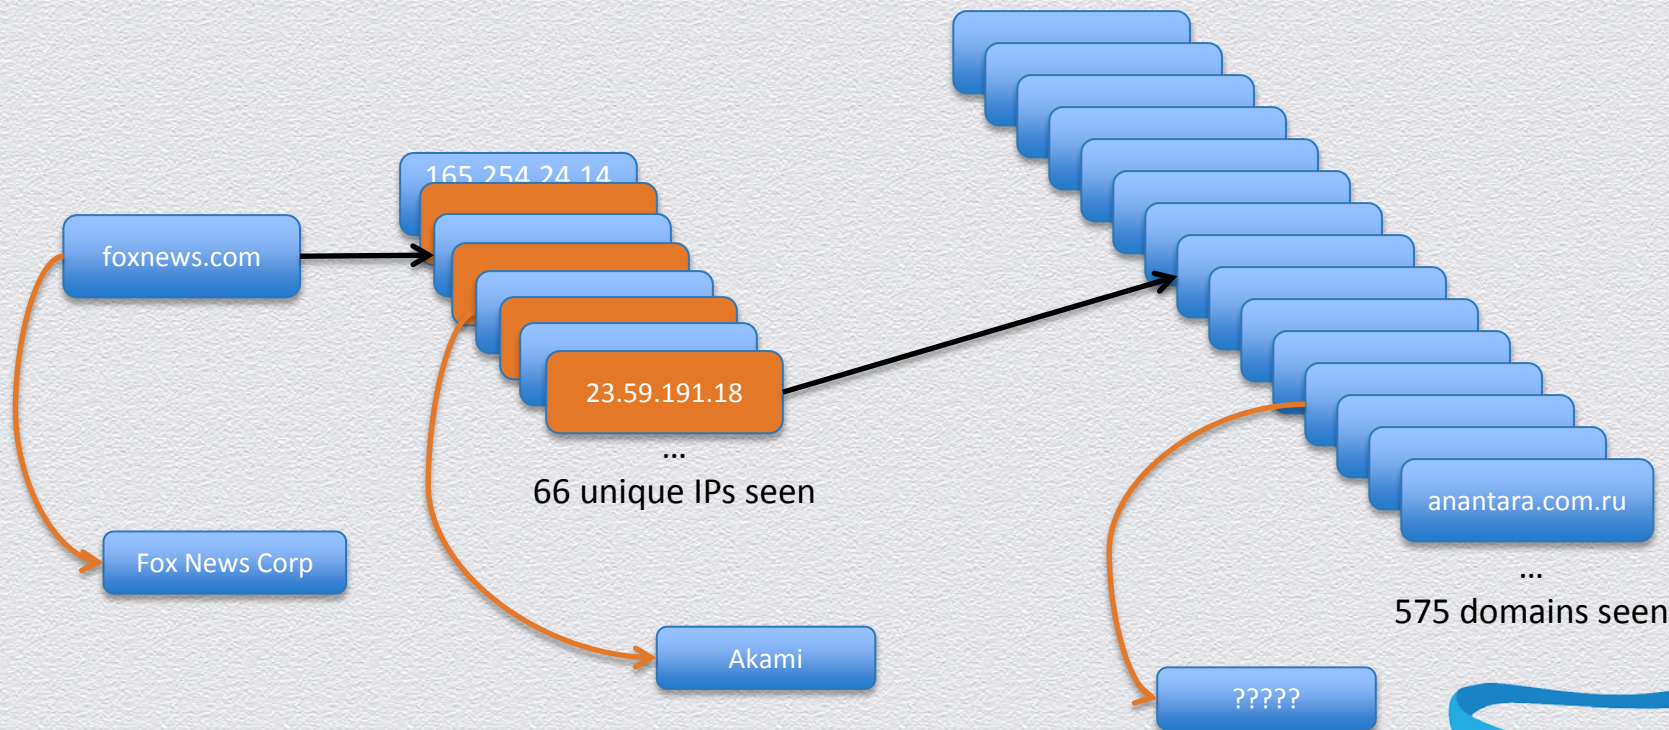 165.254.24.14
foxnews.com
23.59.191.18
...
66 unique IPs seen
anantara.com.ru
...
575 domains seen
Fox News Corp
Akami
?????